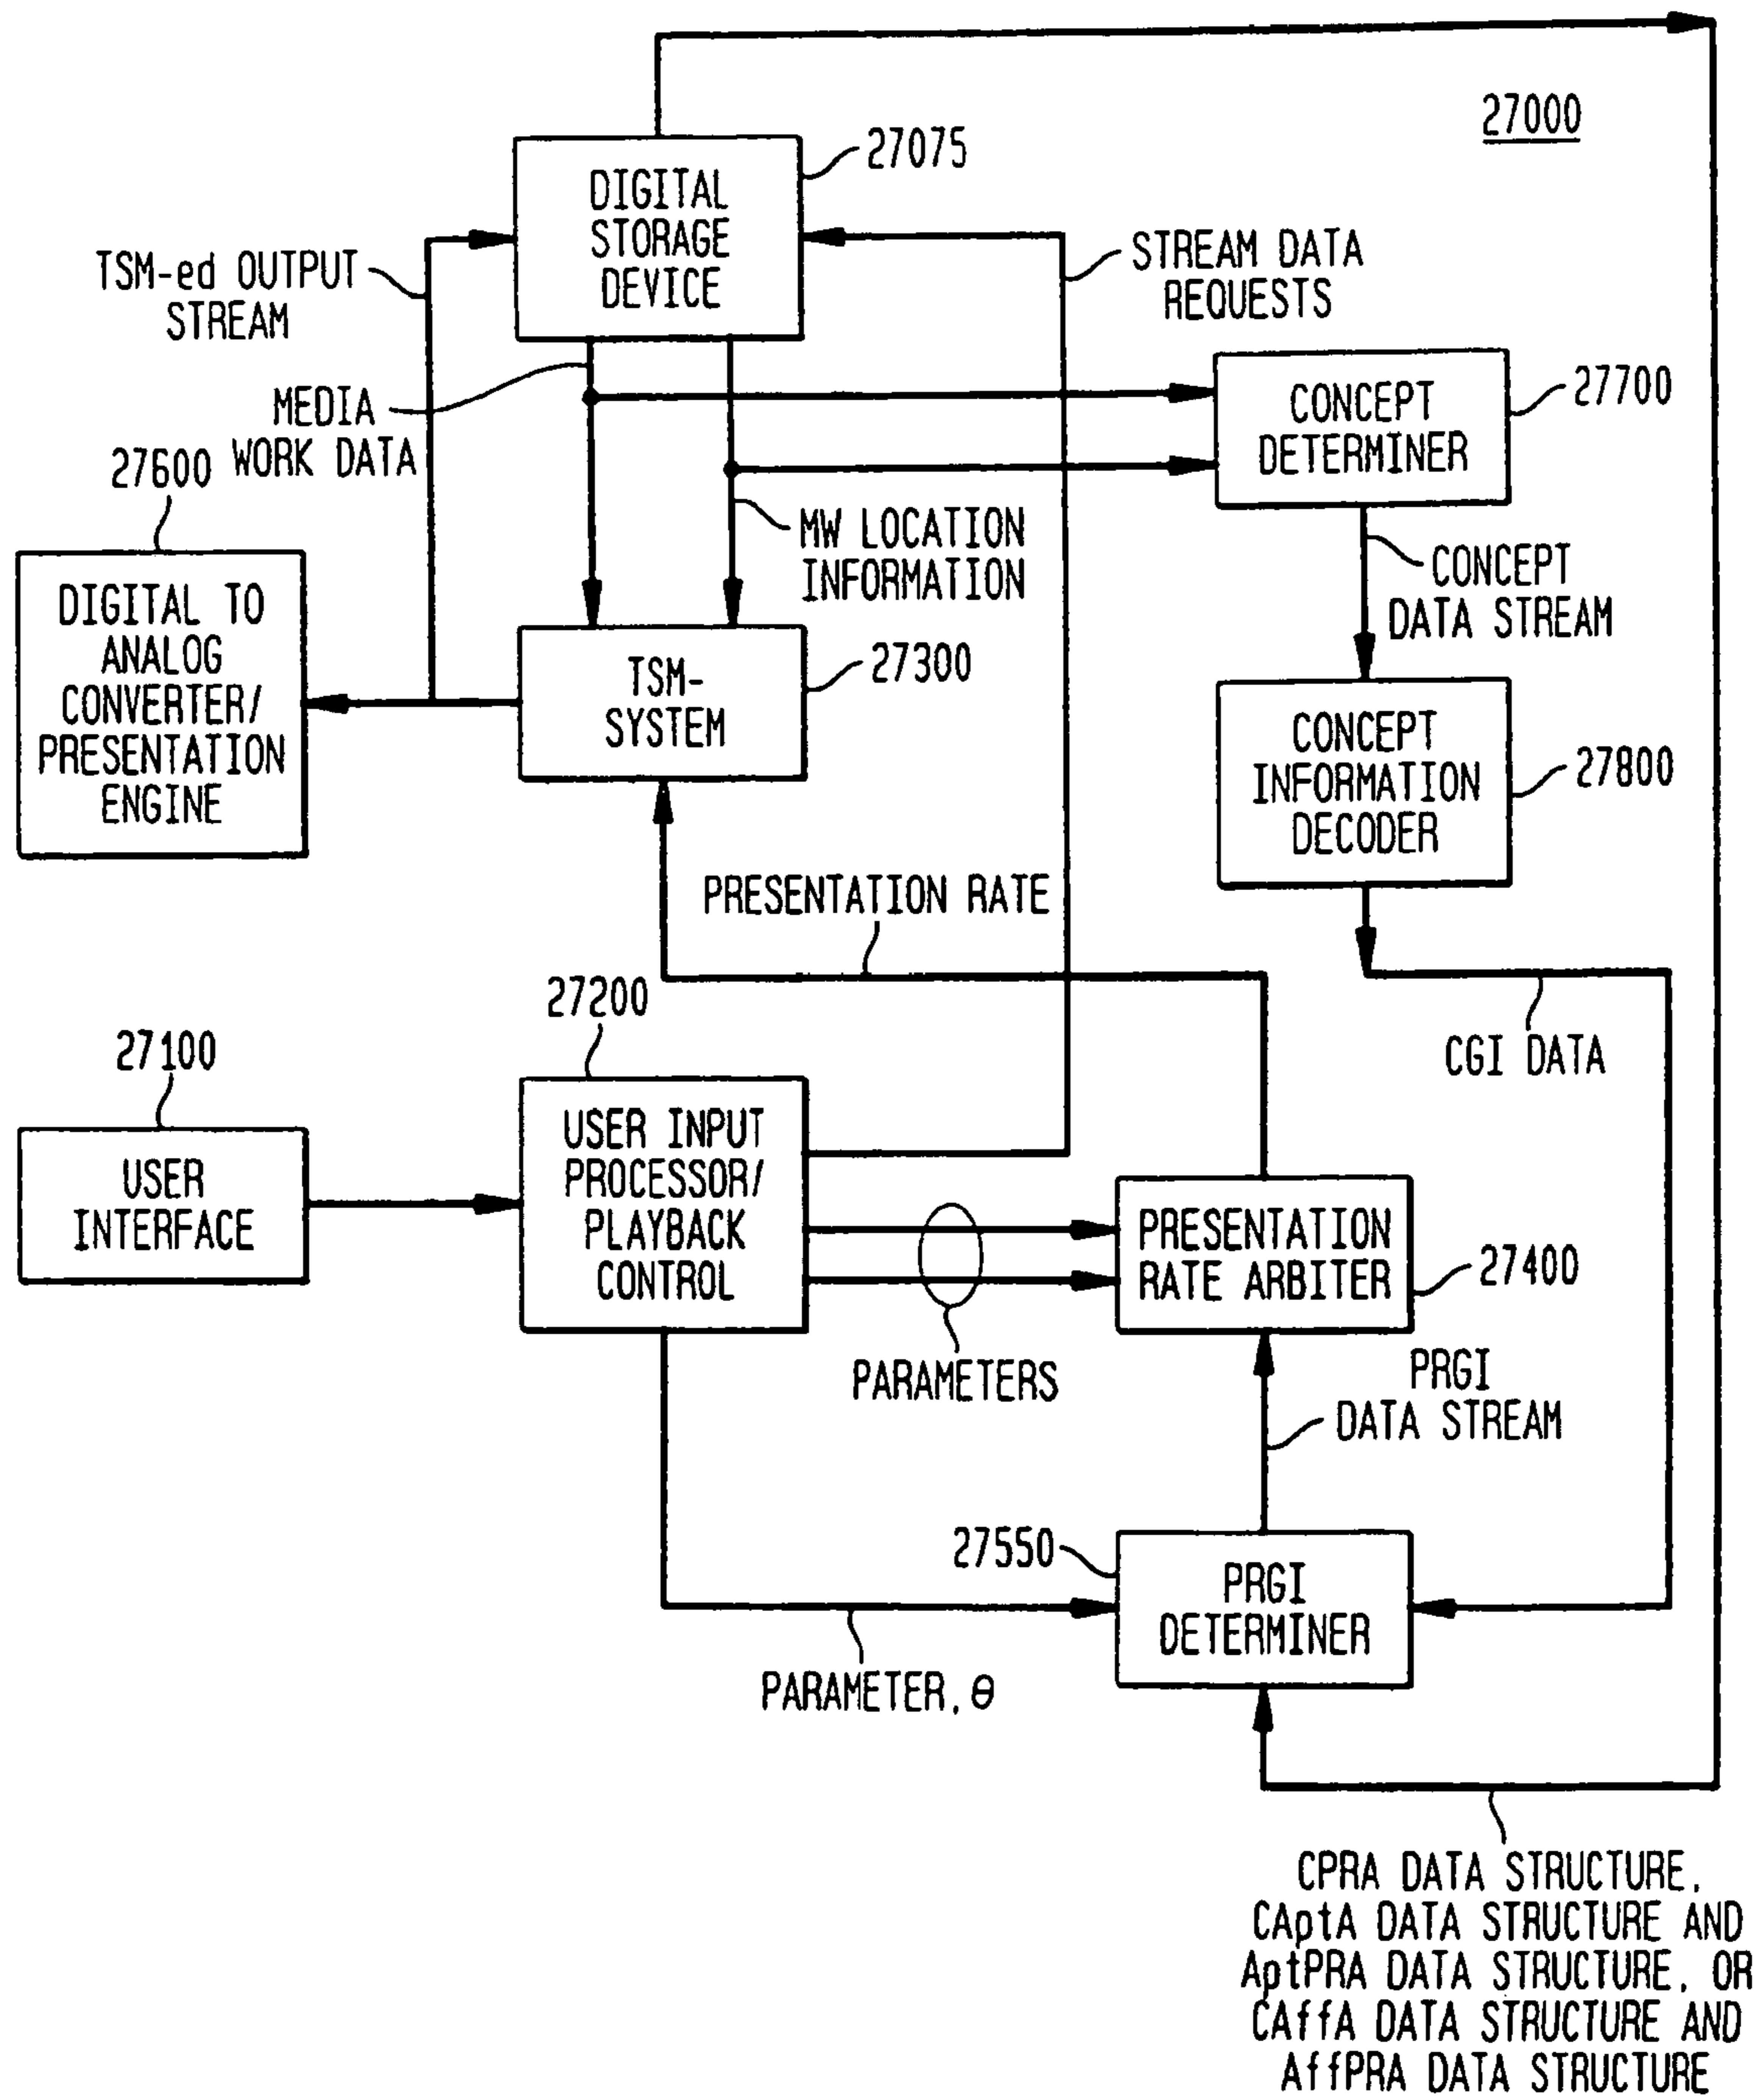 27000
27075
DIGITAL
STORAGE
DEVICE
TSM-ed OUTPUT
STREAM
STREAM DATA
REQUESTS
MEDIA
WORK DATA
27700
CONCEPT
DETERMINER
27600
MW LOCATION
INFORMATION
CONCEPT
DATA STREAM
DIGITAL TO
ANALOG
CONVERTER/
PRESENTATION
ENGINE
TSM-
SYSTEM
27300
CONCEPT
INFORMATION
DECODER
27800
PRESENTATION RATE
27200
CGI DATA
27100
USER
INTERFACE
USER INPUT
PROCESSOR/
PLAYBACK
CONTROL
PRESENTATION
RATE ARBITER
27400
PARAMETERS
PRGI
DATA STREAM
27550
PRGI
DETERMINER
PARAMETER, θ
CPRA DATA STRUCTURE,
CAptA DATA STRUCTURE AND
AptPRA DATA STRUCTURE, OR
CAffA DATA STRUCTURE AND
AffPRA DATA STRUCTURE